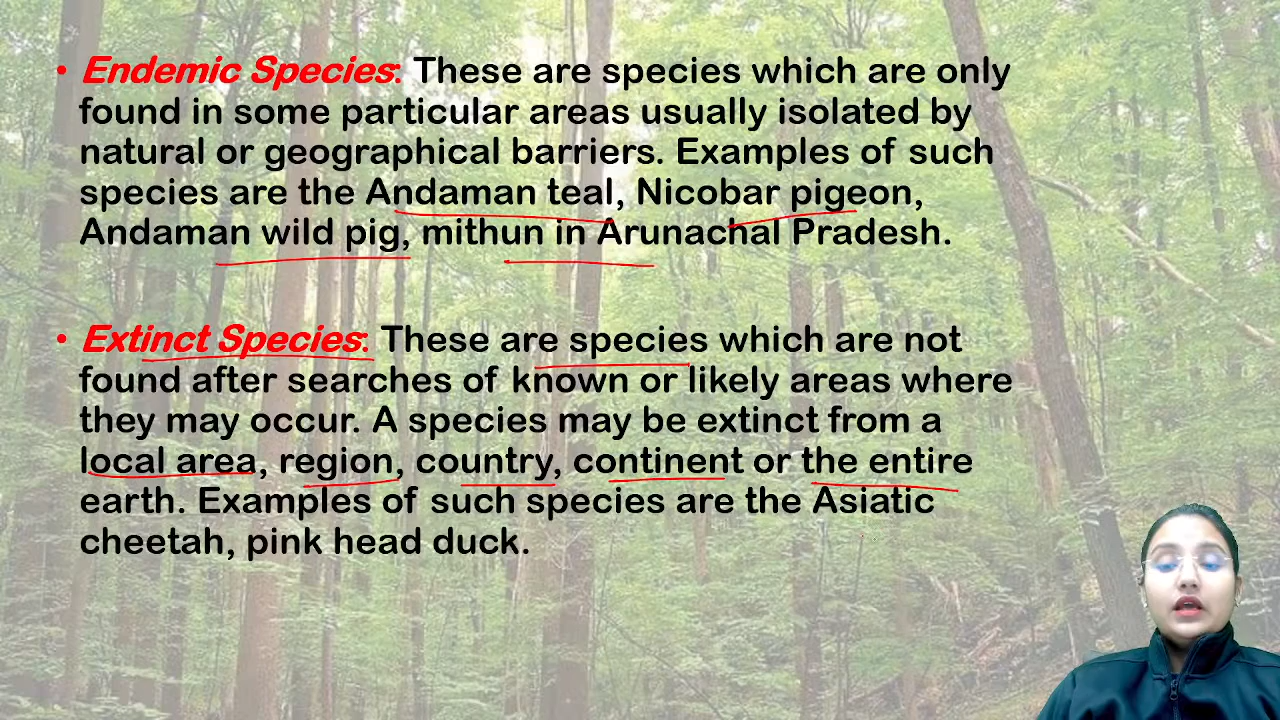 • Endemic Species: These are species which are only
found in some particular areas usually isolated by
natural or geographical barriers. Examples of such
species are the Andaman teal, Nicobar pigeon,
Andaman wild pig, mithun in Arunachal Pradesh.
• Extinct Species: These are species which are not
found after searches of known or likely areas where
they may occur. A species may be extinct from a
local area, region, country, continent or the entire
earth. Examples of such species are the Asiatic
cheetah, pink head duck.